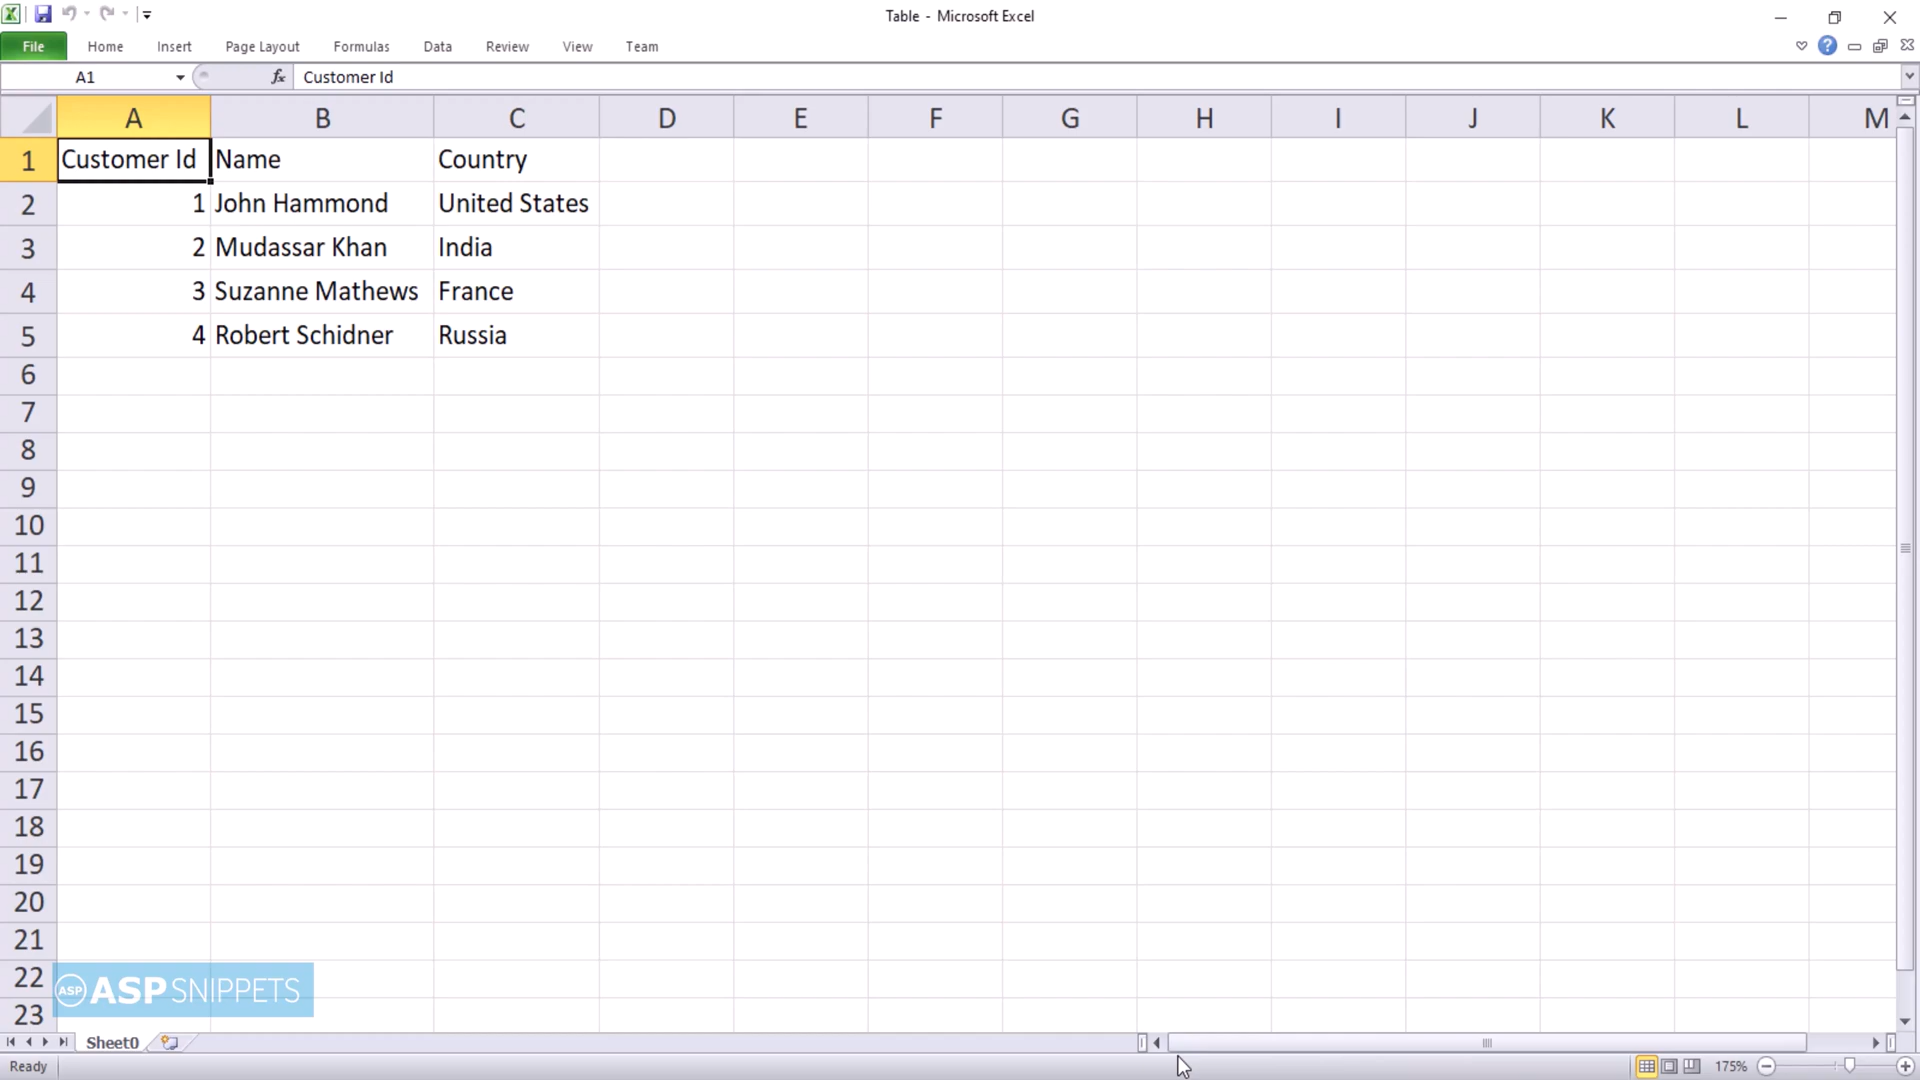 Table - Microsoft Excel
File Home Insert Page Layout Formulas Data Review View Team
A1 fx Customer Id
A B C D E F G H I J K L M
1 Customer Id Name Country
2 1 John Hammond United States
3 2 Mudassar Khan India
4 3 Suzanne Mathews France
5 4 Robert Schidner Russia
6
7
8
9
10
11
12
13
14
15
16
17
18
19
20
21
22
ASP ASPSNIPPETS
23
Sheet0
Ready 175%